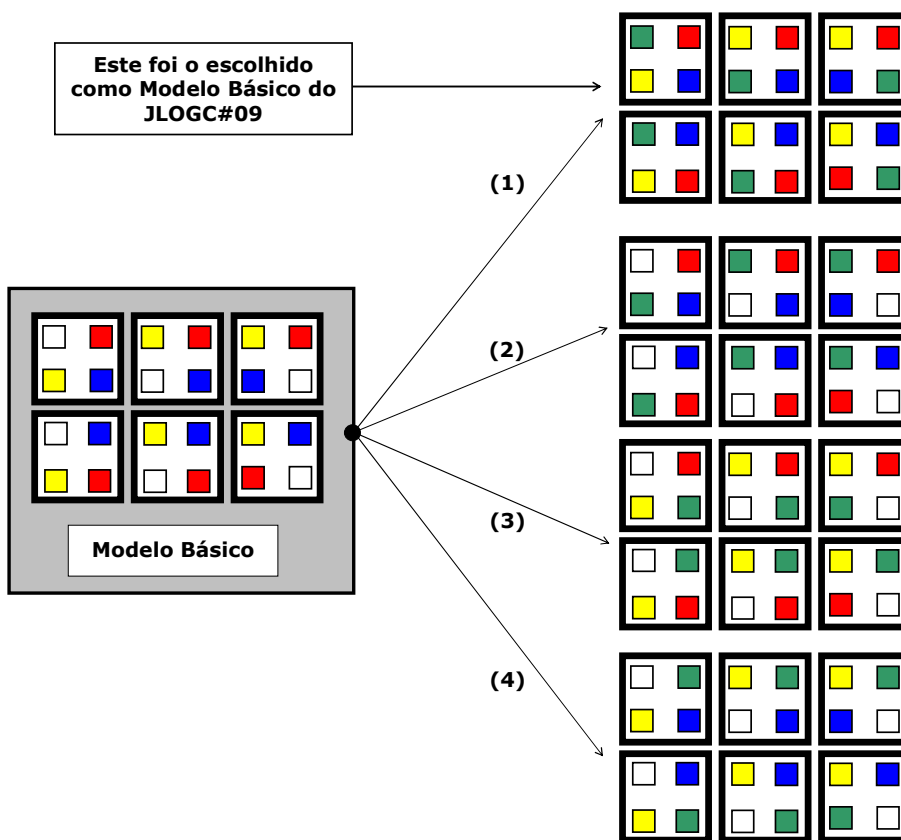 Este foi o escolhido
como Modelo Básico do
JLOGC#09
(1)
(2)
(3)
Modelo Básico
(4)